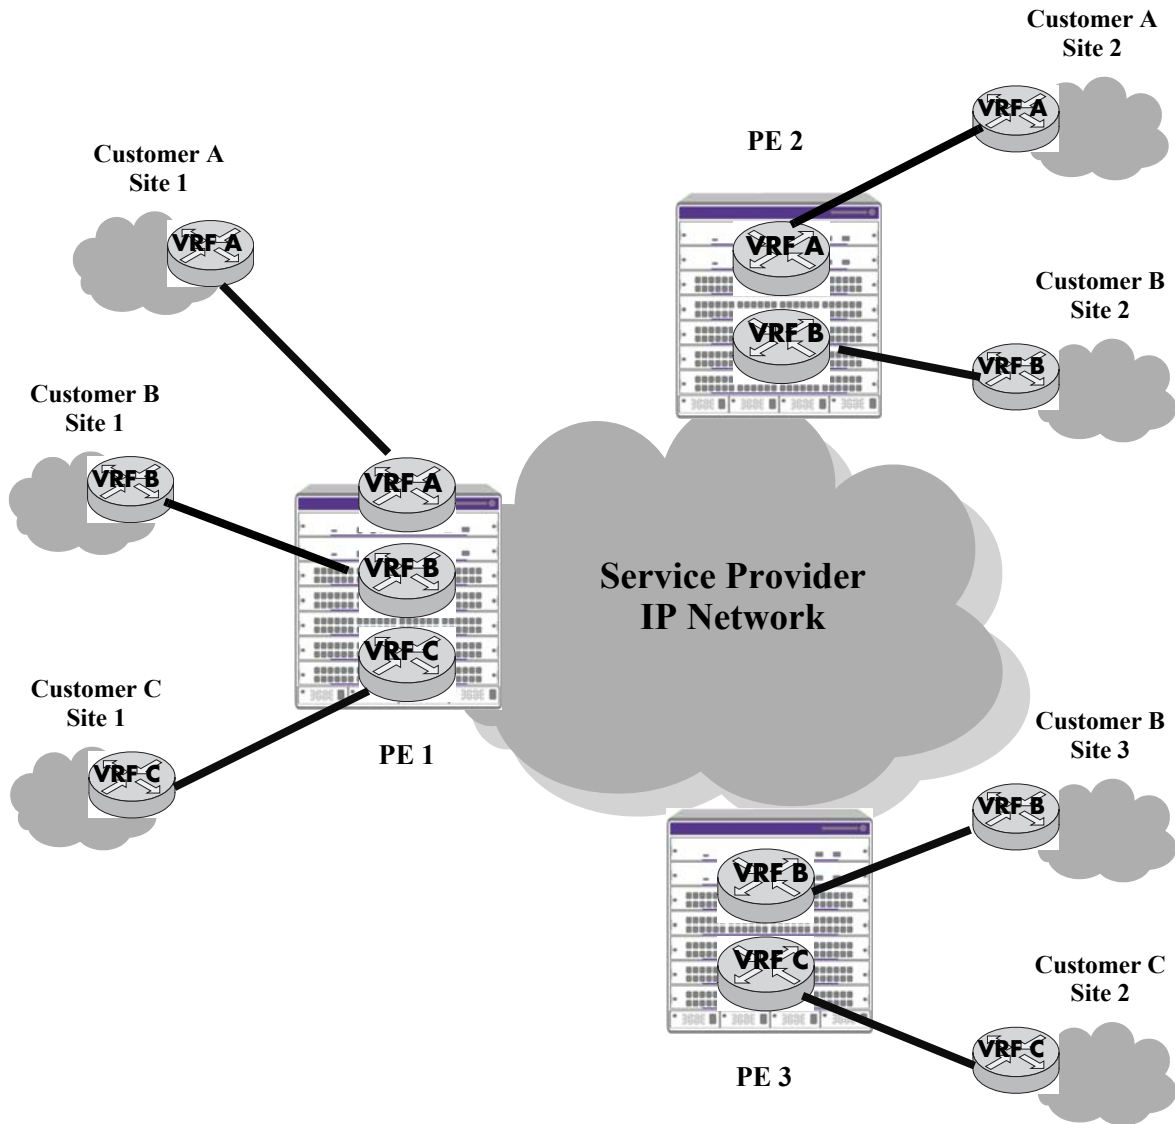 Customer A
Site 2
VRF A
PE 2
Customer A
Site 1
VRF A
VRF A
Customer B
Site 2
VRF B
VRF B
Customer B
Site 1
VRF B
VRF A
VRF B
VRF C
Service Provider
IP Network
Customer C
Site 1
VRF C
PE 1
Customer B
Site 3
VRF B
VRF B
VRF C
Customer C
Site 2
VRF C
PE 3